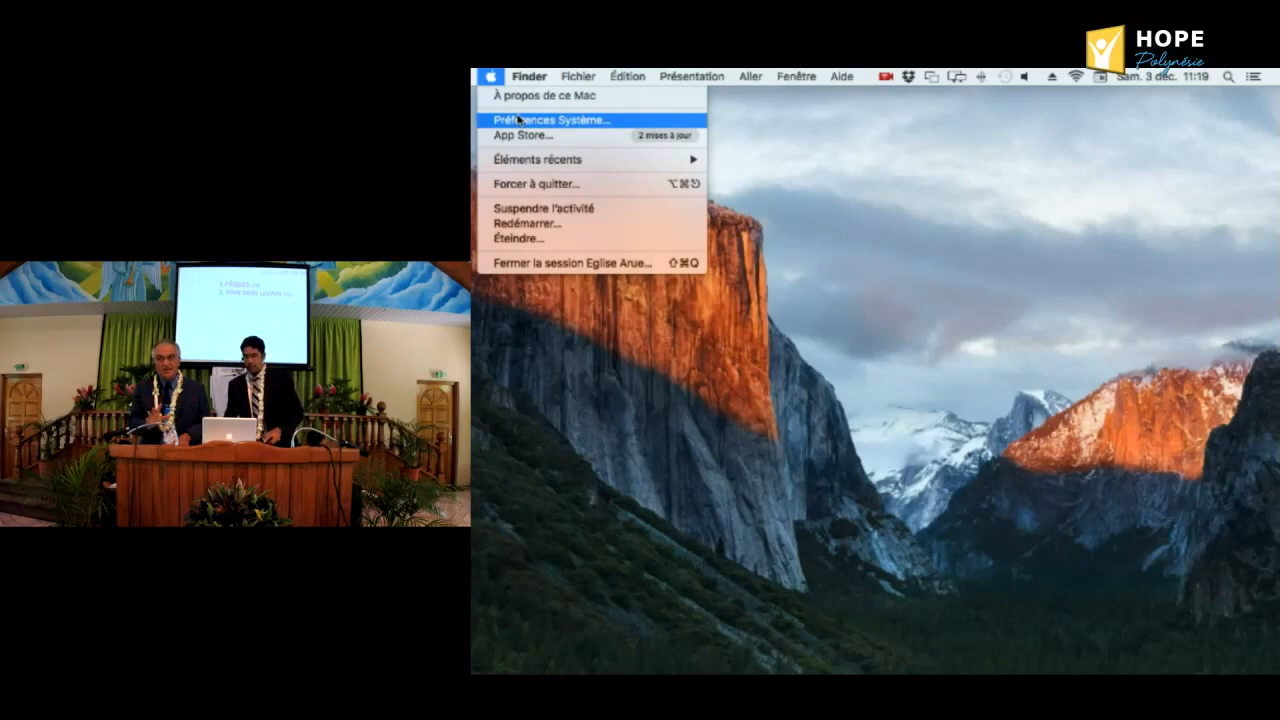 HOPE
Polynésie
Finder Fichier Édition Présentation Aller Fenêtre Aide Sam. 3 déc. 11:19
À propos de ce Mac
Préférences Système...
App Store... 2 mises à jour
Éléments récents
Forcer à quitter...
Suspendre l'activité
Redémarrer...
Éteindre...
Fermer la session Eglise Arue... ⇧⌘Q